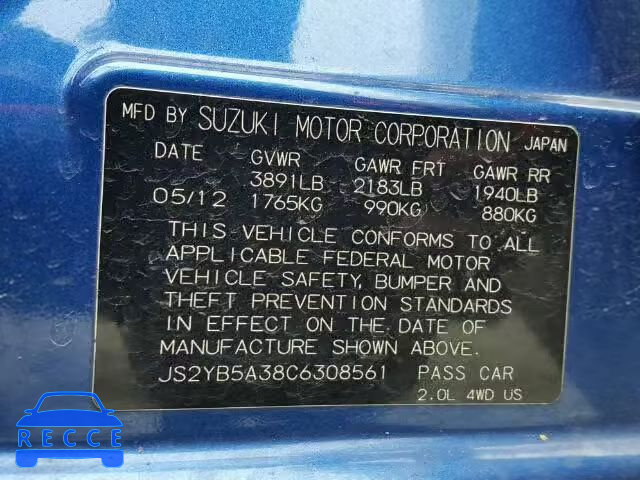 MFD BY SUZUKI MOTOR CORPORATION JAPAN
DATE GVWR GAWR FRT GAWR RR
3891LB 2183LB 1940LB
05/12 1765KG 990KG 880KG
THIS VEHICLE CONFORMS TO ALL
APPLICABLE FEDERAL MOTOR
VEHICLE SAFETY, BUMPER AND
THEFT PREVENTION STANDARDS
IN EFFECT ON THE DATE OF
MANUFACTURE SHOWN ABOVE.
JS2YB5A38C6308561 PASS CAR
2.0L 4WD US
RECCE